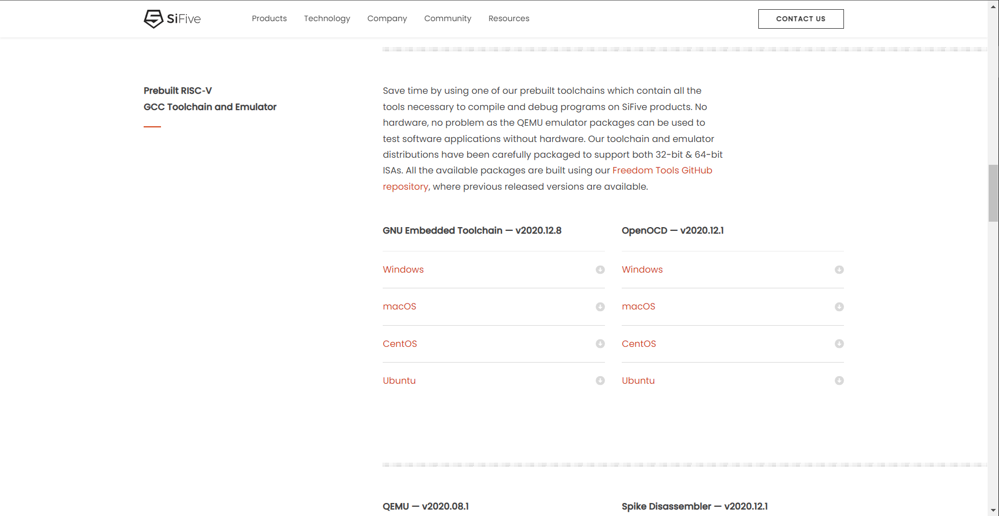 SiFive
Products Technology Company Community Resources
CONTACT US
Prebuilt RISC-V
GCC Toolchain and Emulator
Save time by using one of our prebuilt toolchains which contain all the
tools necessary to compile and debug programs on SiFive products. No
hardware, no problem as the QEMU emulator packages can be used to
test software applications without hardware. Our toolchain and emulator
distributions have been carefully packaged to support both 32-bit & 64-bit
ISAs. All the available packages are built using our Freedom Tools GitHub
repository, where previous released versions are available.
GNU Embedded Toolchain — v2020.12.8
Windows
macOS
CentOS
Ubuntu
OpenOCD — v2020.12.1
Windows
macOS
CentOS
Ubuntu
QEMU — v2020.08.1
Spike Disassembler — v2020.12.1